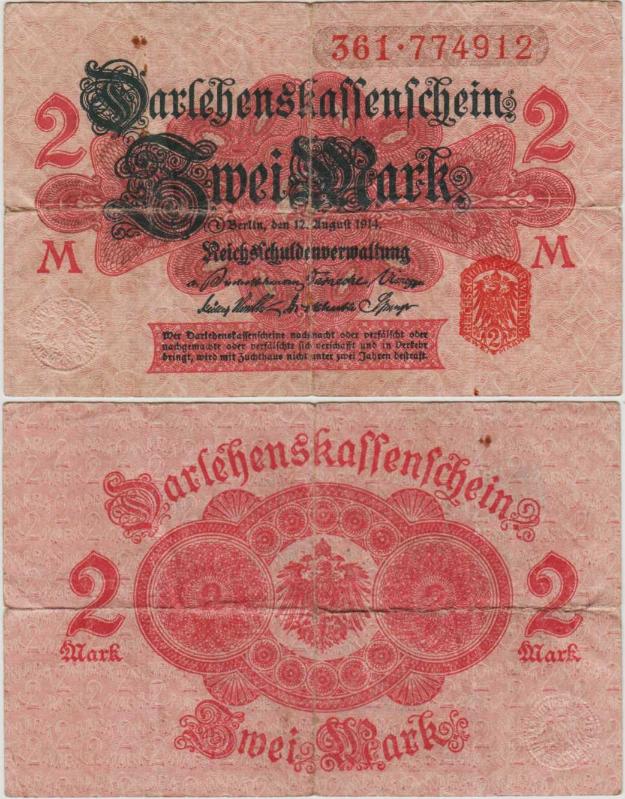 361·774912
Darlehenskassenschein
2 2
Zwei Mark.
Berlin, den 12. August 1914.
M M
Reichsschuldenverwaltung
2
Wer Darlehenskassenscheine nachmacht oder verfälscht oder
nachgemachte oder verfälschte sich verschafft und in Verkehr
bringt, wird mit Zuchthaus nicht unter zwei Jahren bestraft.
Darlehenskassenschein.
2 2
Mark Mark
Zwei Mark